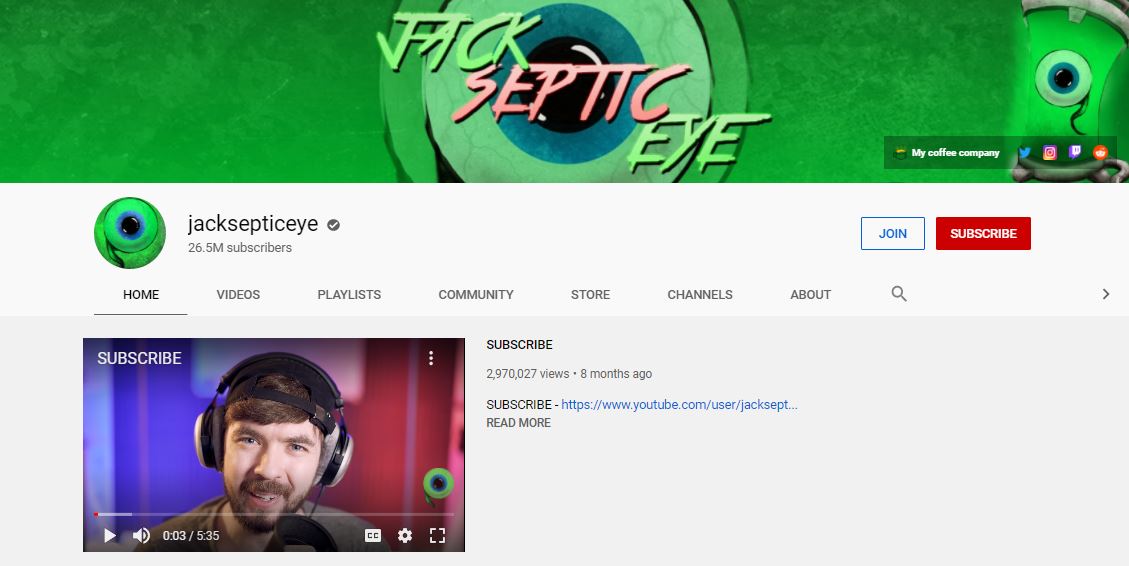 JACK
SEPTIC
EYE
My coffee company
jacksepticeye
26.5M subscribers
JOIN
SUBSCRIBE
HOME
VIDEOS
PLAYLISTS
COMMUNITY
STORE
CHANNELS
ABOUT
SUBSCRIBE
CC
0:03 / 5:35
SUBSCRIBE
2,970,027 views • 8 months ago
SUBSCRIBE - https://www.youtube.com/user/jacksept...
READ MORE